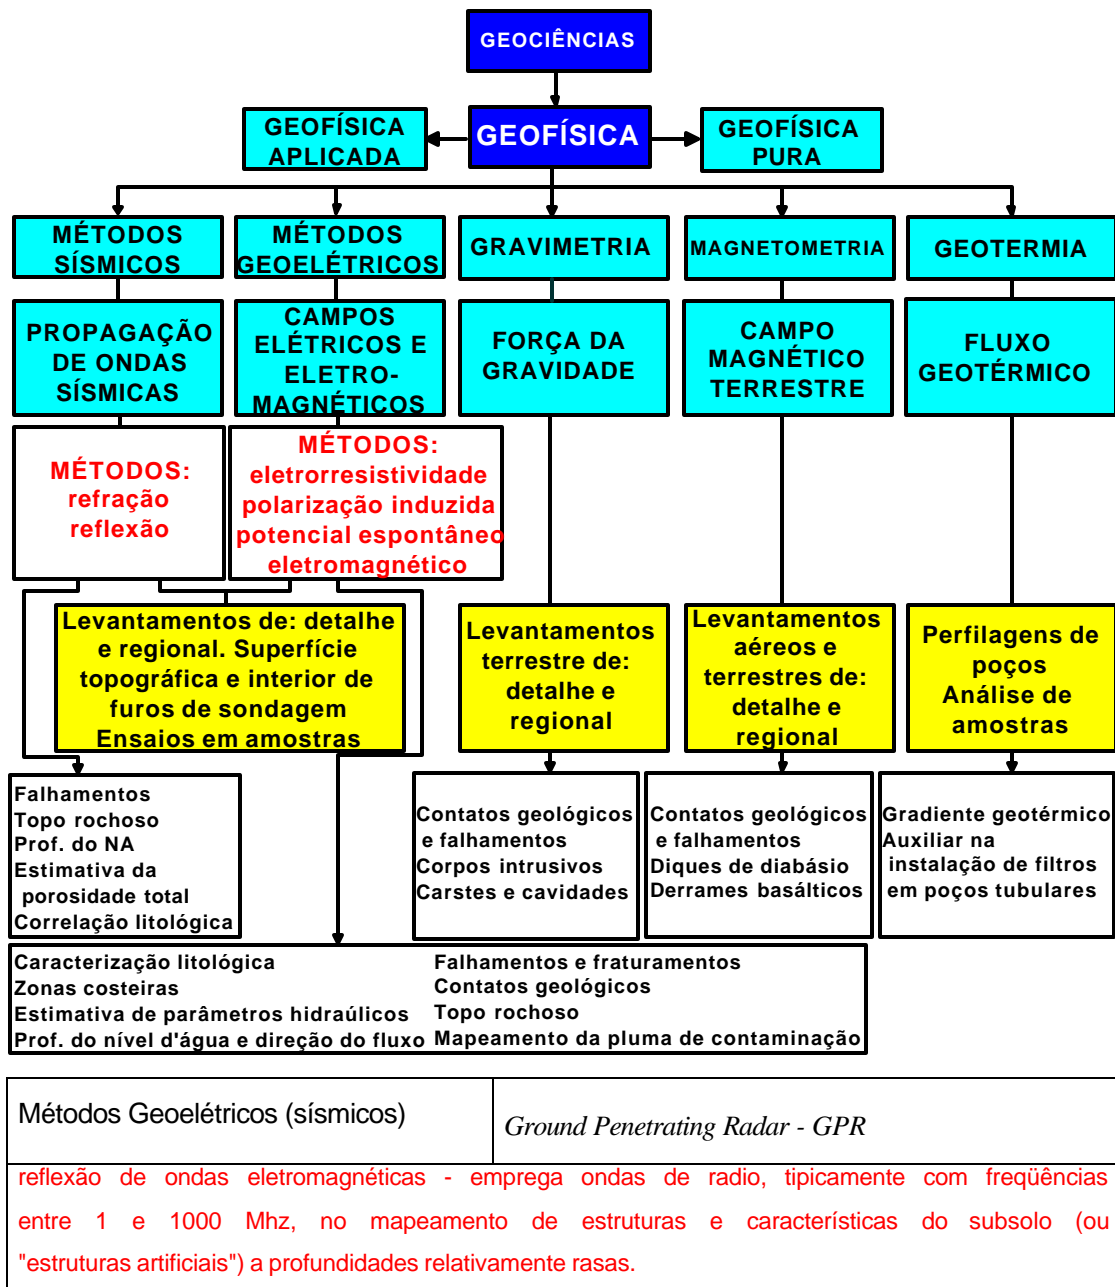 GEOCIÊNCIAS
GEOFÍSICA
APLICADA
GEOFÍSICA
GEOFÍSICA
PURA
MÉTODOS
SÍSMICOS
MÉTODOS
GEOELÉTRICOS
GRAVIMETRIA
MAGNETOMETRIA
GEOTERMIA
PROPAGAÇÃO
DE ONDAS
SÍSMICAS
CAMPOS
ELÉTRICOS E
ELETRO-
MAGNÉTICOS
FORÇA DA
GRAVIDADE
CAMPO
MAGNÉTICO
TERRESTRE
FLUXO
GEOTÉRMICO
MÉTODOS:
refração
reflexão
MÉTODOS:
eletrorresistividade
polarização induzida
potencial espontâneo
eletromagnético
Levantamentos de: detalhe
e regional. Superfície
topográfica e interior de
furos de sondagem
Ensaios em amostras
Levantamentos
terrestre de:
detalhe e
regional
Levantamentos
aéreos e
terrestres de:
detalhe e
regional
Perfilagens de
poços
Análise de
amostras
Falhamentos
Topo rochoso
Prof. do NA
Estimativa da
porosidade total
Correlação litológica
Contatos geológicos
e falhamentos
Corpos intrusivos
Carstes e cavidades
Contatos geológicos
e falhamentos
Diques de diabásio
Derrames basálticos
Gradiente geotérmico
Auxiliar na
instalação de filtros
em poços tubulares
Caracterização litológica
Zonas costeiras
Estimativa de parâmetros hidraúlicos
Prof. do nível d'água e direção do fluxo
Falhamentos e fraturamentos
Contatos geológicos
Topo rochoso
Mapeamento da pluma de contaminação
Métodos Geoelétricos (sísmicos)
Ground Penetrating Radar - GPR
reflexão de ondas eletromagnéticas - emprega ondas de radio, tipicamente com freqüências
entre 1 e 1000 Mhz, no mapeamento de estruturas e características do subsolo (ou
"estruturas artificiais") a profundidades relativamente rasas.